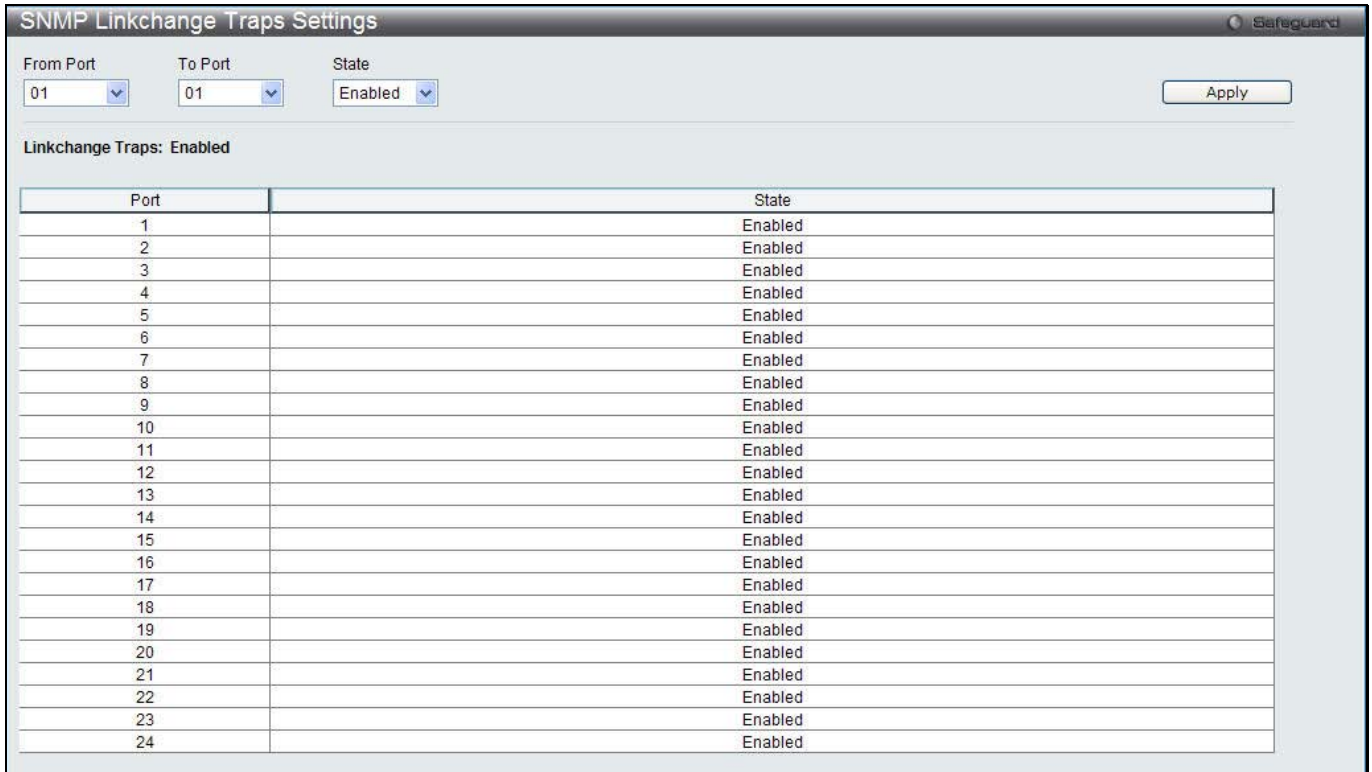 SNMP Linkchange Traps Settings
Safeguard
From Port To Port State
01 01 Enabled Apply
Linkchange Traps: Enabled
Port State
1 Enabled
2 Enabled
3 Enabled
4 Enabled
5 Enabled
6 Enabled
7 Enabled
8 Enabled
9 Enabled
10 Enabled
11 Enabled
12 Enabled
13 Enabled
14 Enabled
15 Enabled
16 Enabled
17 Enabled
18 Enabled
19 Enabled
20 Enabled
21 Enabled
22 Enabled
23 Enabled
24 Enabled